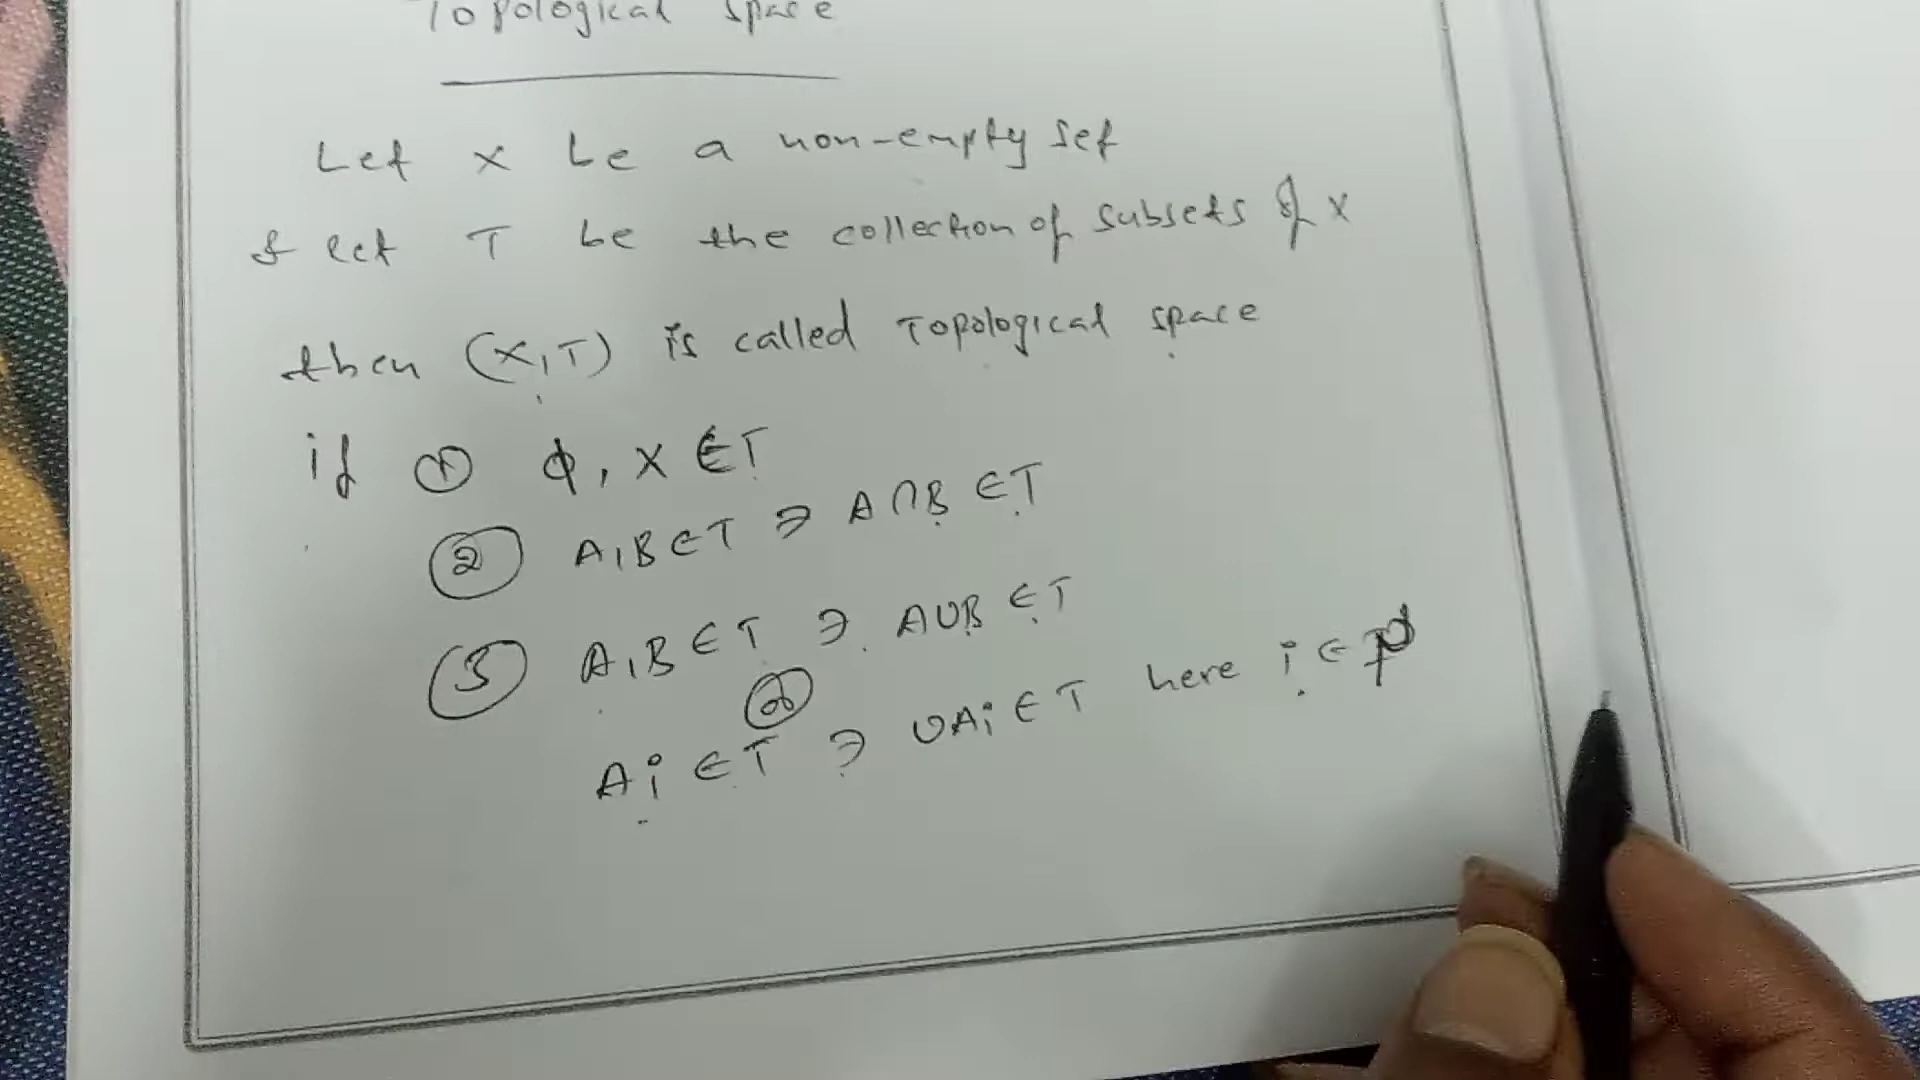 Topological space
Let x be a non-empty set
& let T be the collection of subsets of x
then (x,T) is called Topological space
if ① ϕ, x ∈ T
② A,B ∈ T ∋ A∩B ∈ T
③ A,B ∈ T ∋ A∪B ∈ T
Ai ∈ T ∋ ∪Ai ∈ T here i ∈